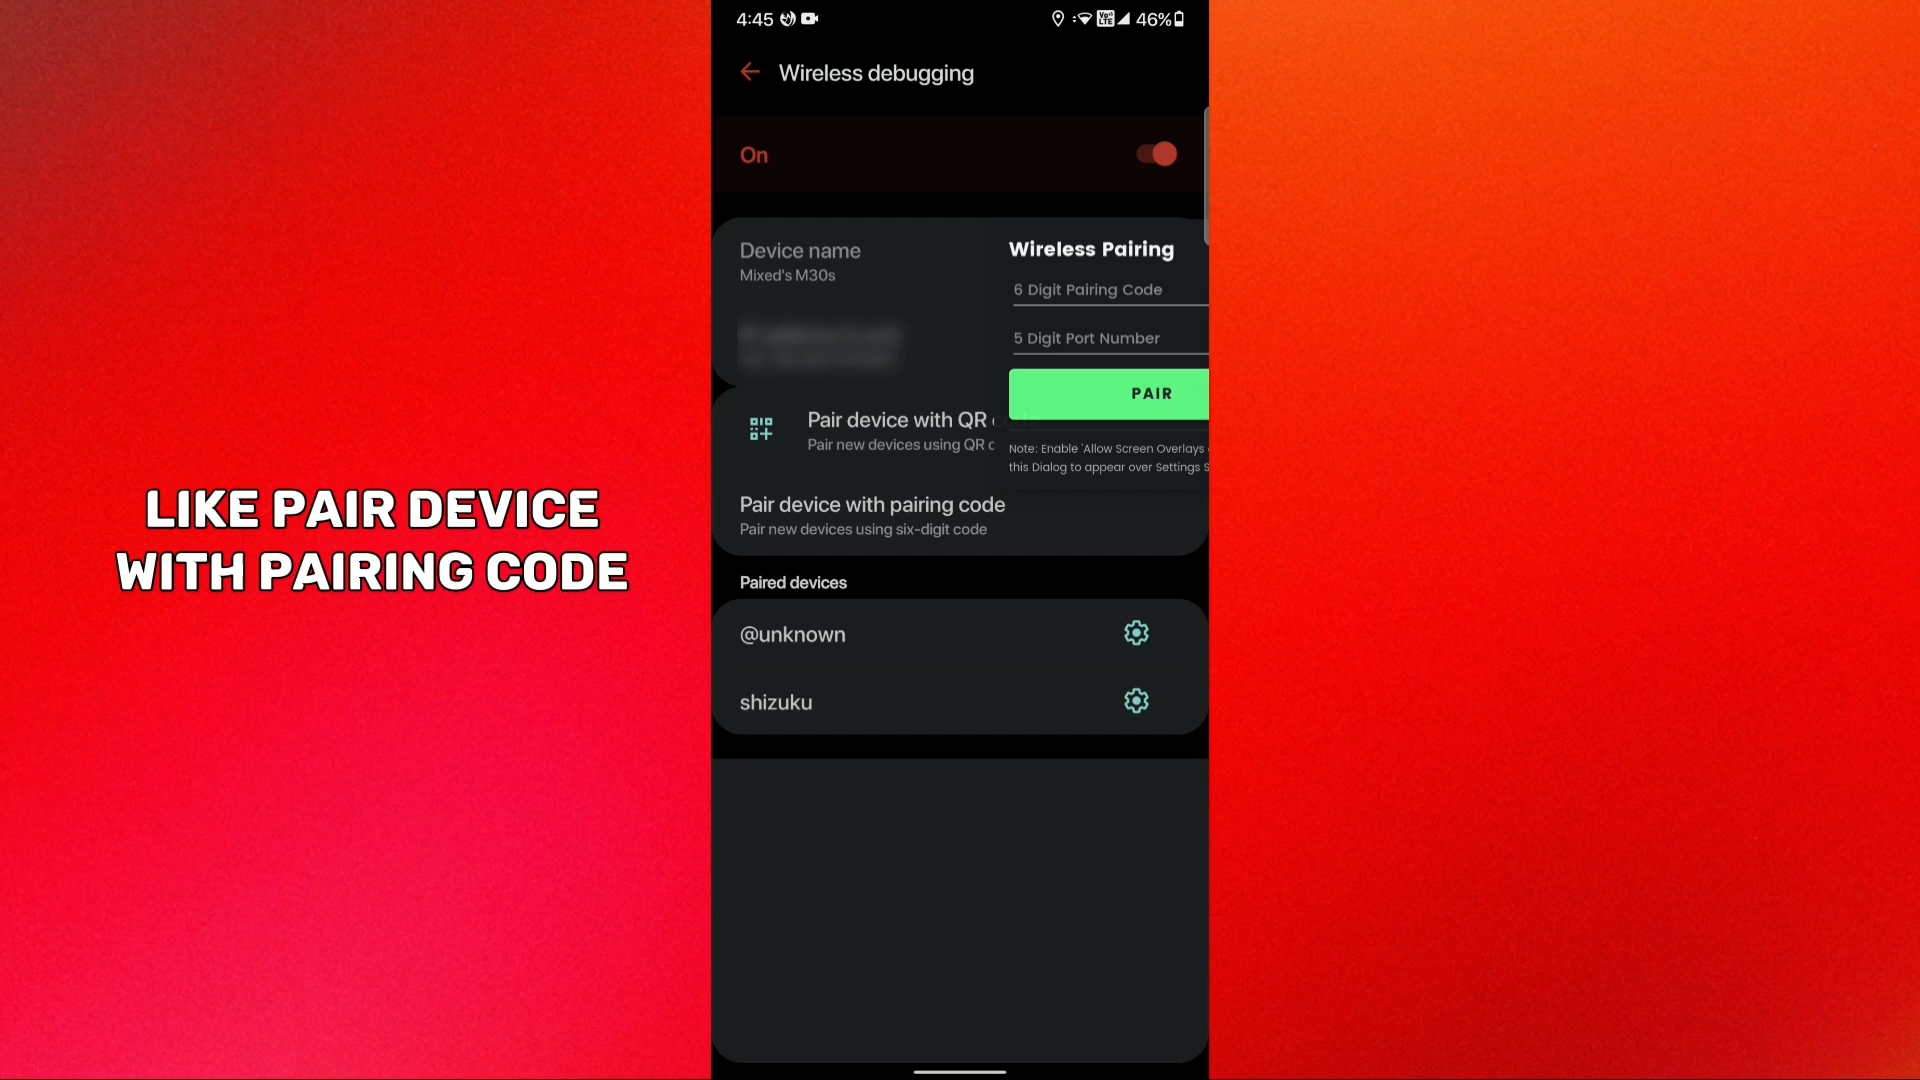 4:45
46%
Wireless debugging
On
Device name
Mixed's M30s
Wireless Pairing
6 Digit Pairing Code
5 Digit Port Number
PAIR
Pair device with QR
Pair new devices using QR
Note: Enable 'Allow Screen Overlays
this Dialog to appear over Settings S
Pair device with pairing code
Pair new devices using six-digit code
LIKE PAIR DEVICE
WITH PAIRING CODE
Paired devices
@unknown
shizuku